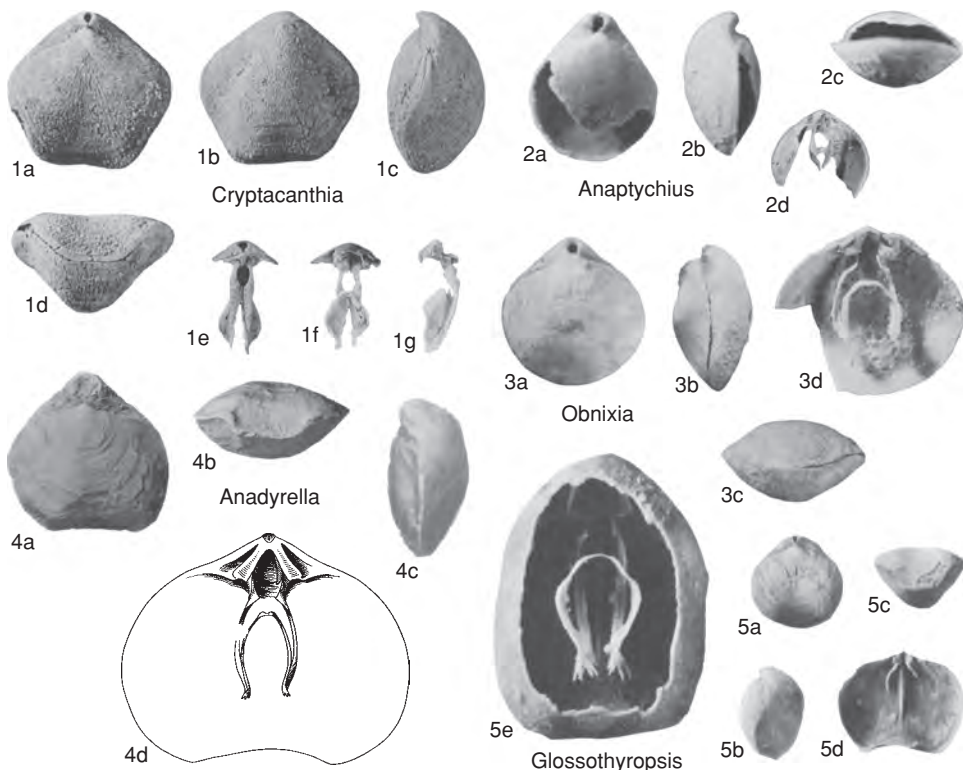 1a
1b
1c
Cryptacanthia
2a
2b
2c
2d
Anaptychius
1d
1e
1f
1g
3a
3b
3d
Obnixia
4a
4b
Anadyrella
4c
3c
4d
5e
Glossothyropsis
5a
5c
5b
5d